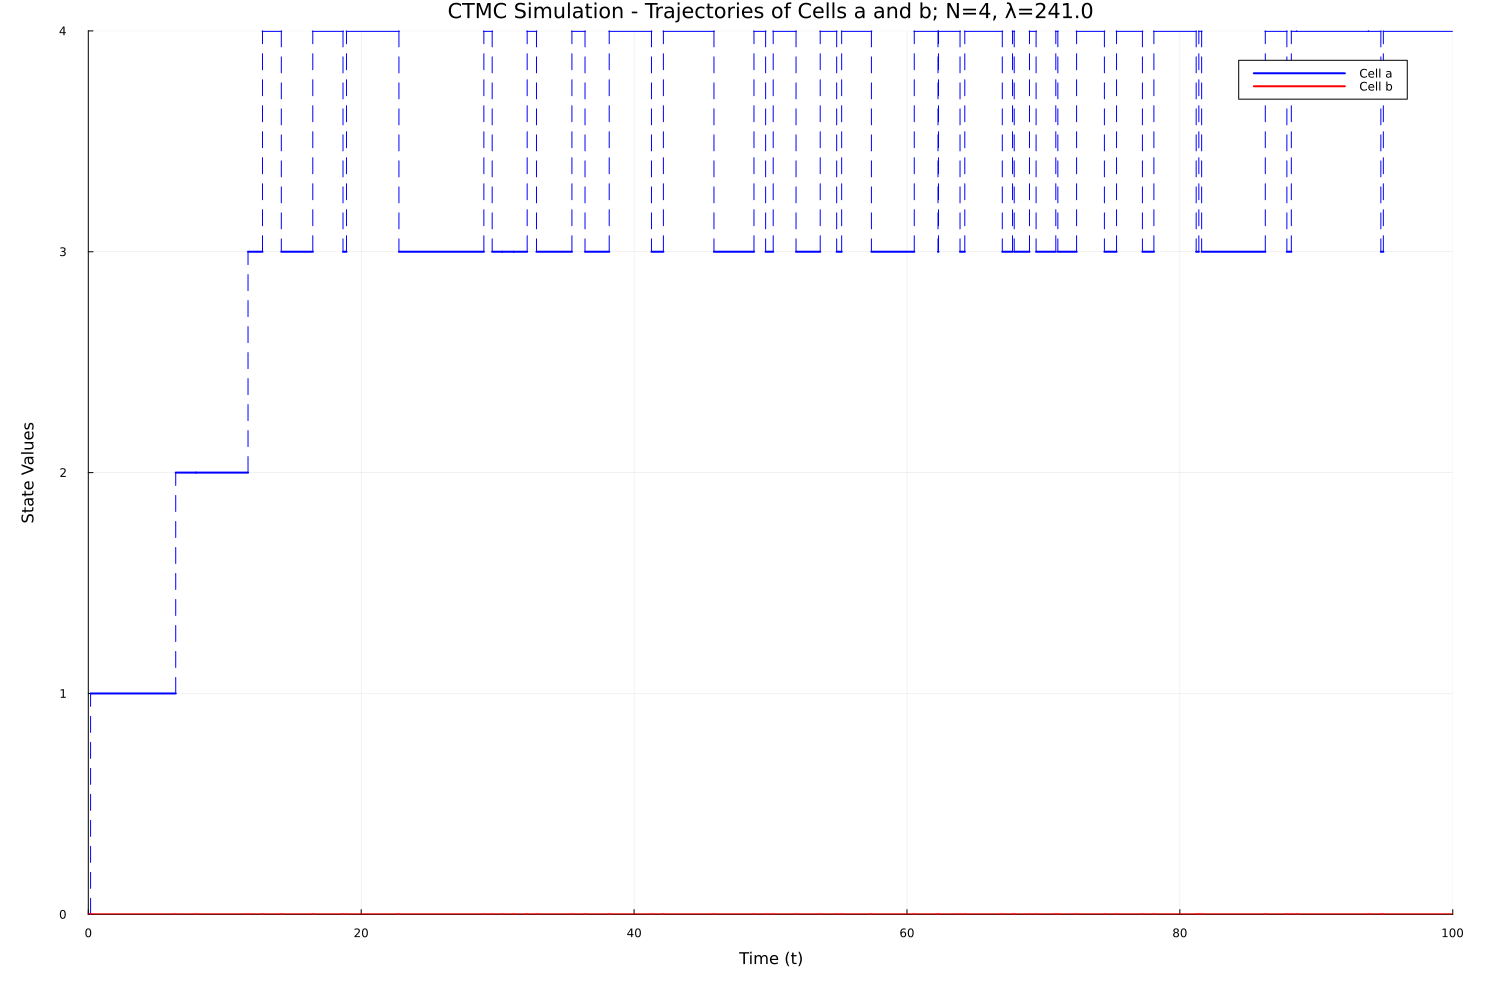 CTMC Simulation - Trajectories of Cells a and b; N=4, λ=241.0
4
Cell a
Cell b
3
State Values
2
1
0
0 20 40 60 80 100
Time (t)